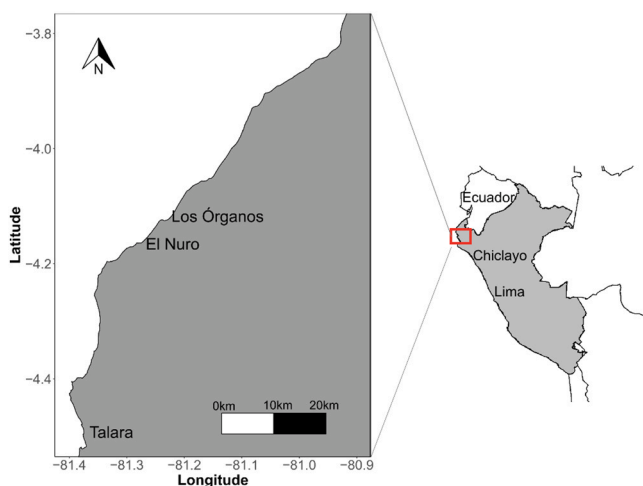 −3.8
N
−4.0
Latitude
Los Órganos
El Nuro
−4.2
−4.4
0km 10km 20km
Talara
−81.4 −81.3 −81.2 −81.1 −81.0 −80.9
Longitude
Ecuador
Chiclayo
Lima